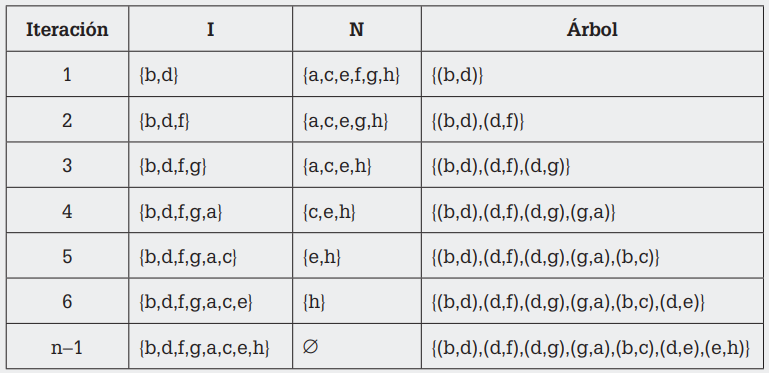 Iteración I N Árbol
1 {b,d} {a,c,e,f,g,h} {(b,d)}
2 {b,d,f} {a,c,e,g,h} {(b,d),(d,f)}
3 {b,d,f,g} {a,c,e,h} {(b,d),(d,f),(d,g)}
4 {b,d,f,g,a} {c,e,h} {(b,d),(d,f),(d,g),(g,a)}
5 {b,d,f,g,a,c} {e,h} {(b,d),(d,f),(d,g),(g,a),(b,c)}
6 {b,d,f,g,a,c,e} {h} {(b,d),(d,f),(d,g),(g,a),(b,c),(d,e)}
n–1 {b,d,f,g,a,c,e,h} ∅ {(b,d),(d,f),(d,g),(g,a),(b,c),(d,e),(e,h)}